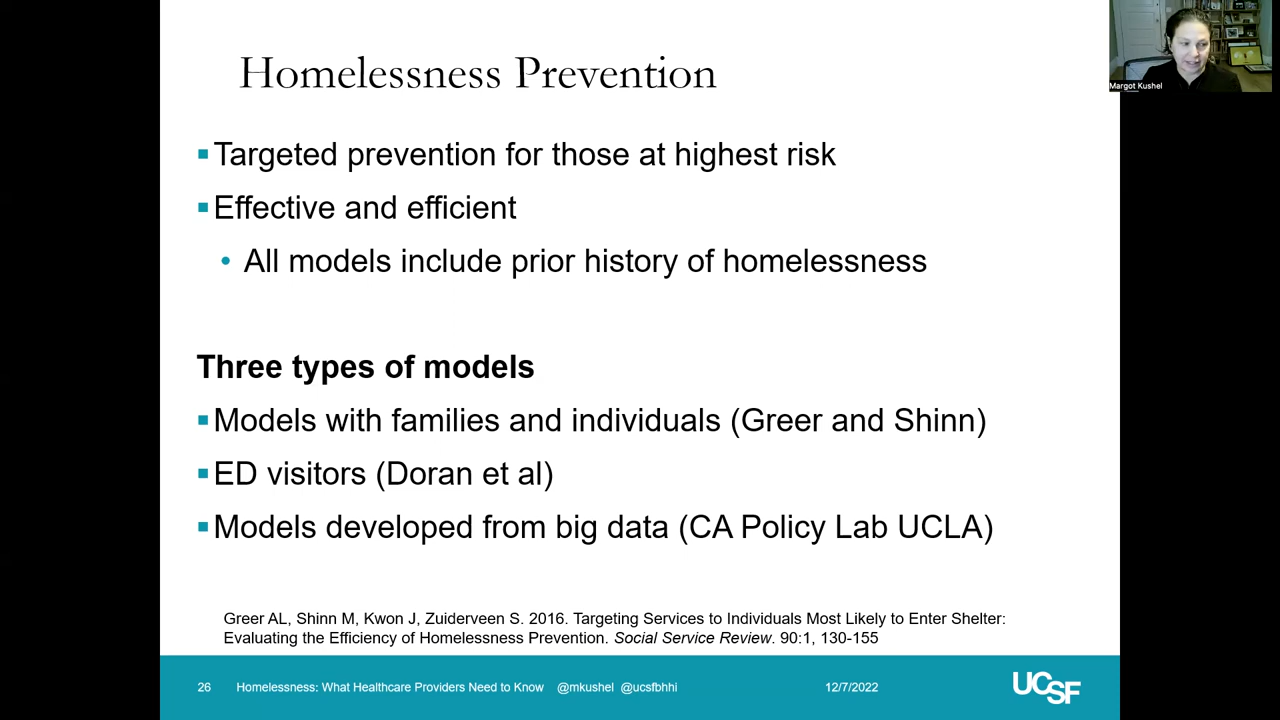 Homelessness Prevention
Margot Kushel
▪Targeted prevention for those at highest risk
▪Effective and efficient
• All models include prior history of homelessness
Three types of models
▪Models with families and individuals (Greer and Shinn)
▪ED visitors (Doran et al)
▪Models developed from big data (CA Policy Lab UCLA)
Greer AL, Shinn M, Kwon J, Zuiderveen S. 2016. Targeting Services to Individuals Most Likely to Enter Shelter:
Evaluating the Efficiency of Homelessness Prevention. Social Service Review. 90:1, 130-155
26 Homelessness: What Healthcare Providers Need to Know @mkushel @ucsfbhhi 12/7/2022 UCSF